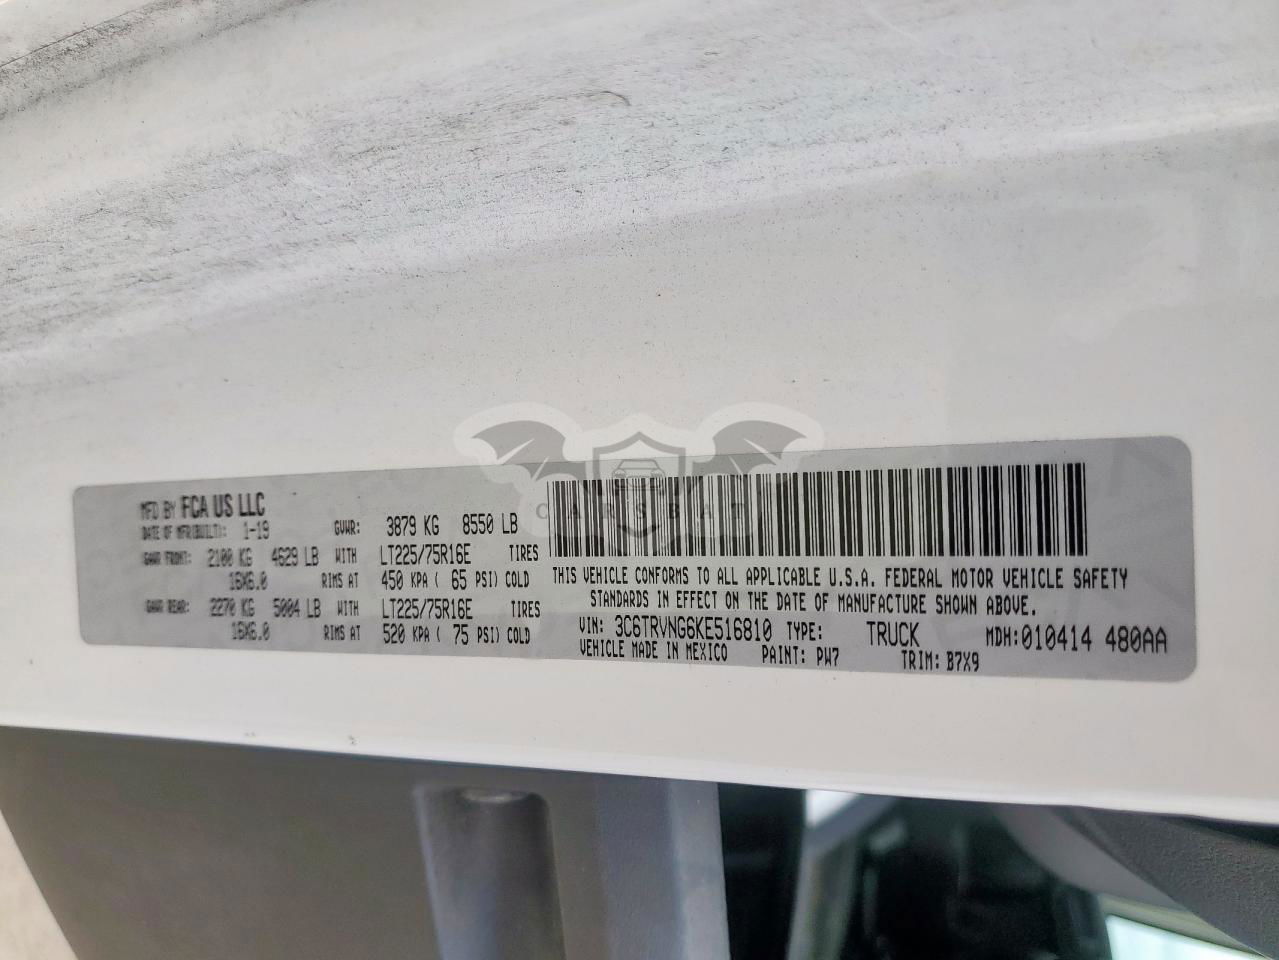 MFD BY FCA US LLC
DATE OF MFR(BUILT): 1-19 GVWR: 3879 KG 8550 LB
GAWR FRONT: 2100 KG 4629 LB WITH LT225/75R16E TIRES
16X6.0 RIMS AT 450 KPA ( 65 PSI) COLD
GAWR REAR: 2270 KG 5004 LB WITH LT225/75R16E TIRES
16X6.0 RIMS AT 520 KPA ( 75 PSI) COLD
CARSBAT
THIS VEHICLE CONFORMS TO ALL APPLICABLE U.S.A. FEDERAL MOTOR VEHICLE SAFETY
STANDARDS IN EFFECT ON THE DATE OF MANUFACTURE SHOWN ABOVE.
VIN: 3C6TRVNG6KE516810 TYPE: TRUCK MDH:010414 480AA
VEHICLE MADE IN MEXICO PAINT: PW7 TRIM: B7X9